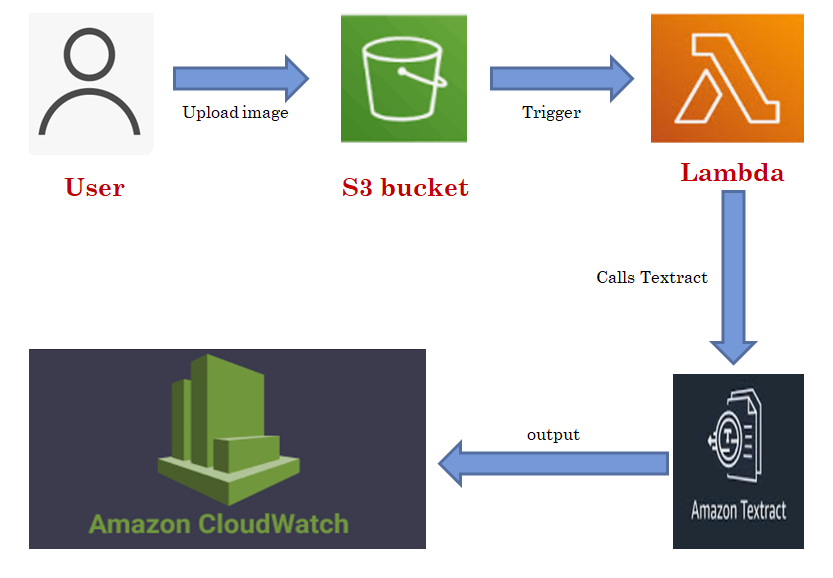 Upload image
Trigger
User
S3 bucket
Lambda
Calls Textract
output
Amazon CloudWatch
T
Amazon Textract